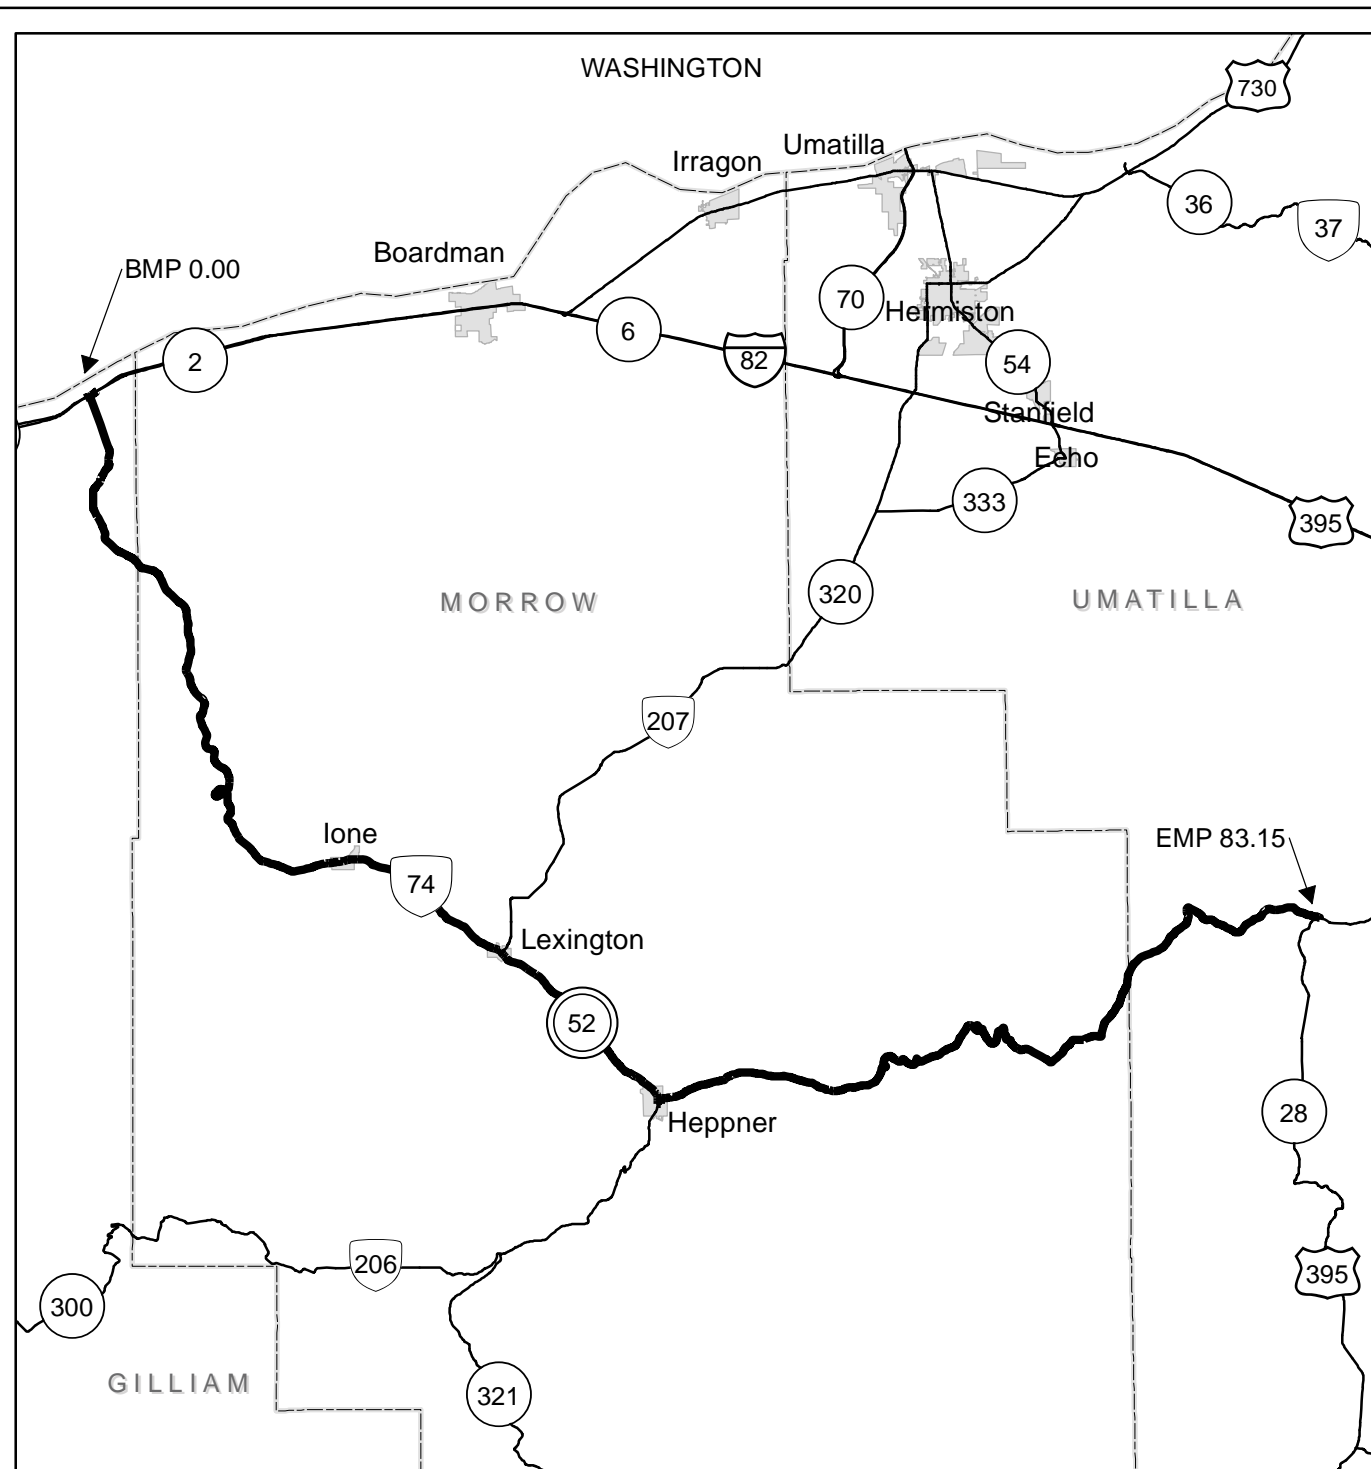 WASHINGTON
730
Umatilla
Irragon
36
37
Boardman
BMP 0.00
70
Hermiston
6
2
82
54
Stanfield
Echo
333
395
320
MORROW
UMATILLA
207
Ione
EMP 83.15
74
Lexington
52
28
Heppner
206
395
300
GILLIAM
321